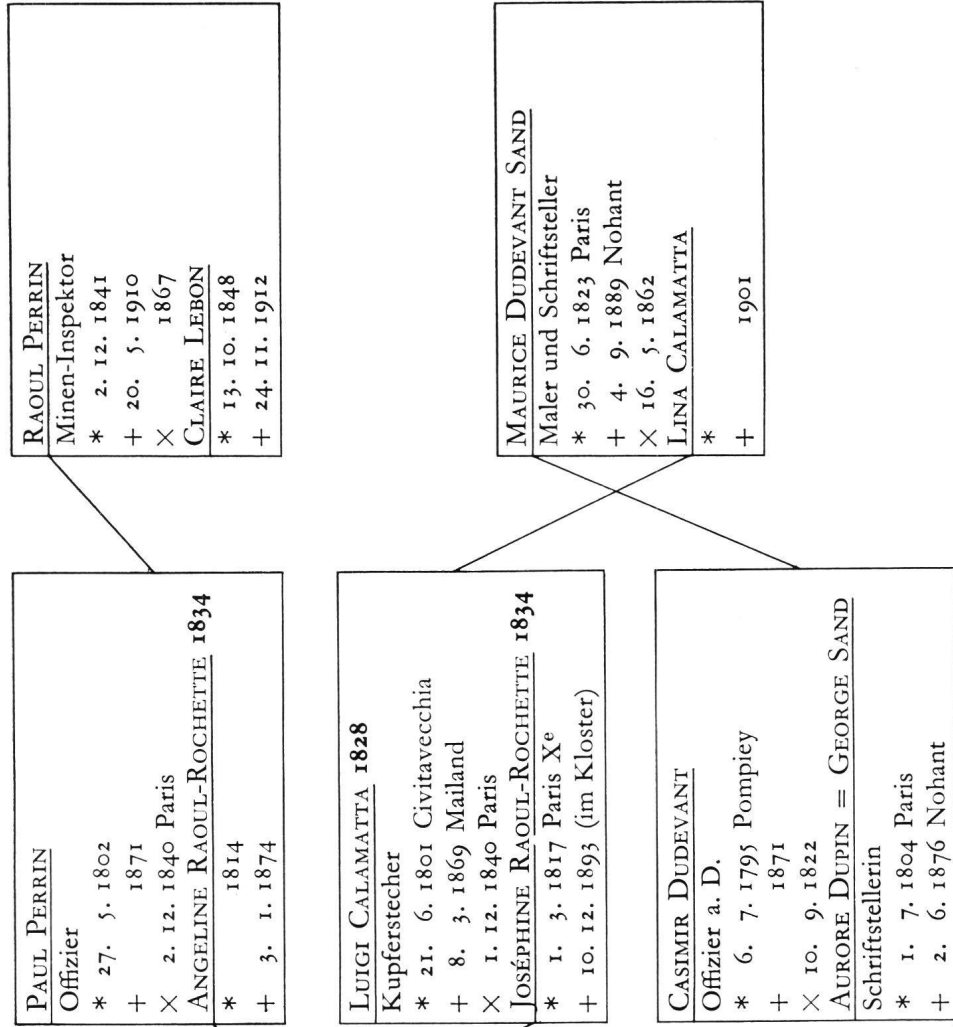 PAUL PERRIN
Offizier
* 27. 5. 1802
+ 1871
× 2. 12. 1840 Paris
ANGELINE RAOUL-ROCHETTE 1834
* 1814
+ 3. 1. 1874
RAOUL PERRIN
Minen-Inspektor
* 2. 12. 1841
+ 20. 5. 1910
× 1867
CLAIRE LEBON
* 13. 10. 1848
+ 24. 11. 1912
LUIGI CALAMATTA 1828
Kupferstecher
* 21. 6. 1801 Civitavecchia
+ 8. 3. 1869 Mailand
× 1. 12. 1840 Paris
JOSÉPHINE RAOUL-ROCHETTE 1834
* 1. 3. 1817 Paris Xe
+ 10. 12. 1893 (im Kloster)
MAURICE DUDEVANT SAND
Maler und Schriftsteller
* 30. 6. 1823 Paris
+ 4. 9. 1889 Nohant
× 16. 5. 1862
LINA CALAMATTA
*
+ 1901
CASIMIR DUDEVANT
Offizier a. D.
* 6. 7. 1795 Pompiey
+ 1871
× 10. 9. 1822
AURORE DUPIN = GEORGE SAND
Schriftstellerin
* 1. 7. 1804 Paris
+ 2. 6. 1876 Nohant